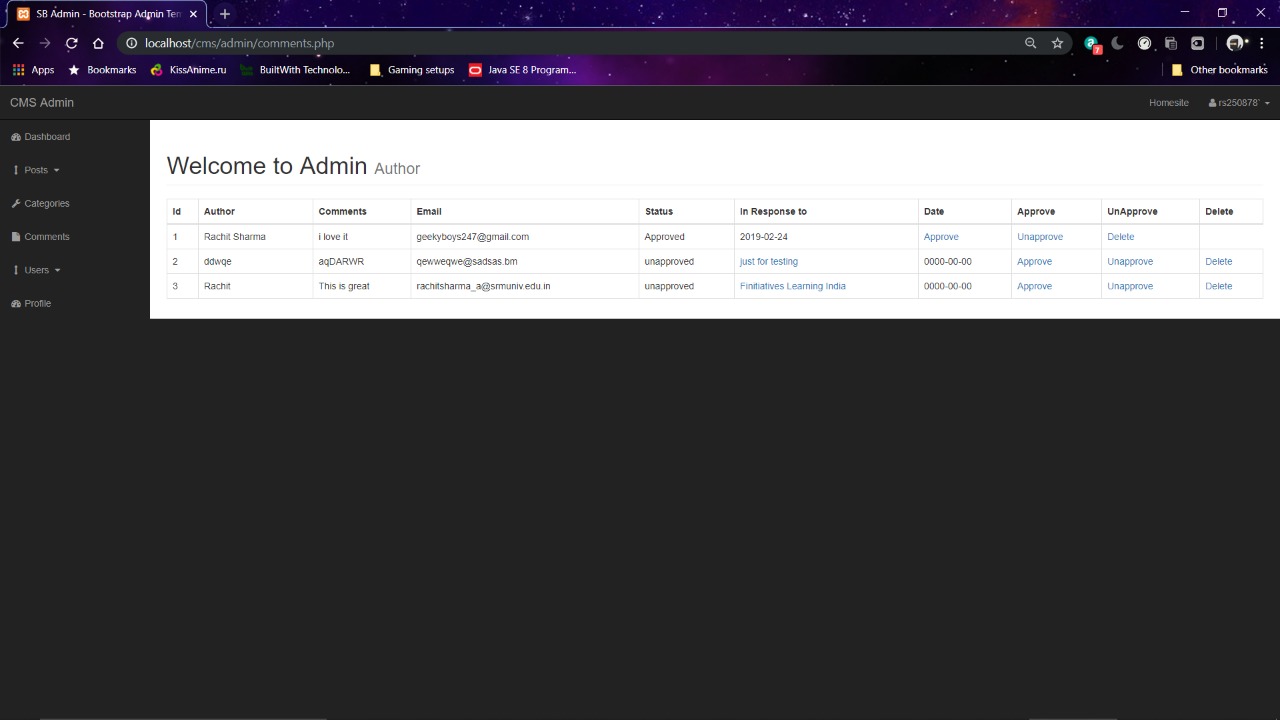 SB Admin - Bootstrap Admin Tem
localhost/cms/admin/comments.php
7
Apps Bookmarks KissAnime.ru BuiltWith Technolo... Gaming setups Java SE 8 Program... Other bookmarks
CMS Admin Homesite rs250878'
Dashboard
Posts
Categories
Comments
Users
Profile
Welcome to Admin Author
Id Author Comments Email Status In Response to Date Approve UnApprove Delete
1 Rachit Sharma i love it geekyboys247@gmail.com Approved 2019-02-24 Approve Unapprove Delete
2 ddwqe aqDARWR qewweqwe@sadsas.bm unapproved just for testing 0000-00-00 Approve Unapprove Delete
3 Rachit This is great rachitsharma_a@srmuniv.edu.in unapproved Finitiatives Learning India 0000-00-00 Approve Unapprove Delete